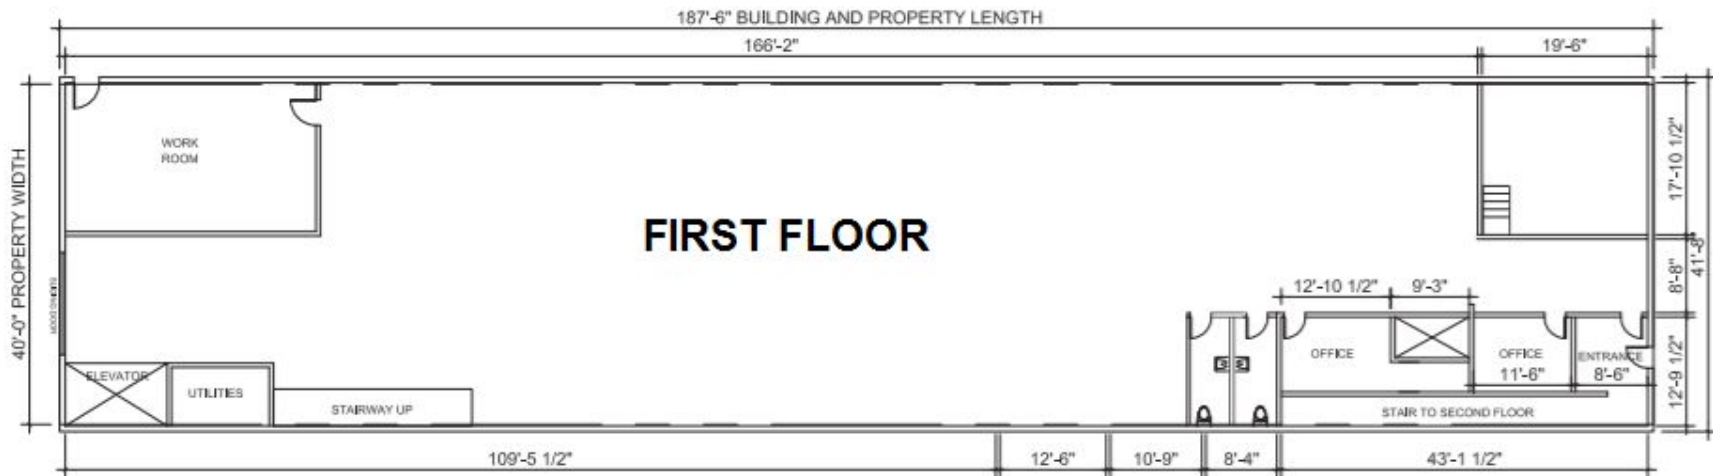 187'-6" BUILDING AND PROPERTY LENGTH
166'-2"
19'-6"
WORK
ROOM
40'-0" PROPERTY WIDTH
17'-10 1/2"
FIRST FLOOR
41'-8"
8'-8"
12'-10 1/2"
9'-3"
OFFICE
OFFICE
ENTRANCE
11'-6"
8'-6"
12'-9 1/2"
ELEVATOR
UTILITIES
STAIRWAY UP
STAIR TO SECOND FLOOR
109'-5 1/2"
12'-6"
10'-9"
8'-4"
43'-1 1/2"